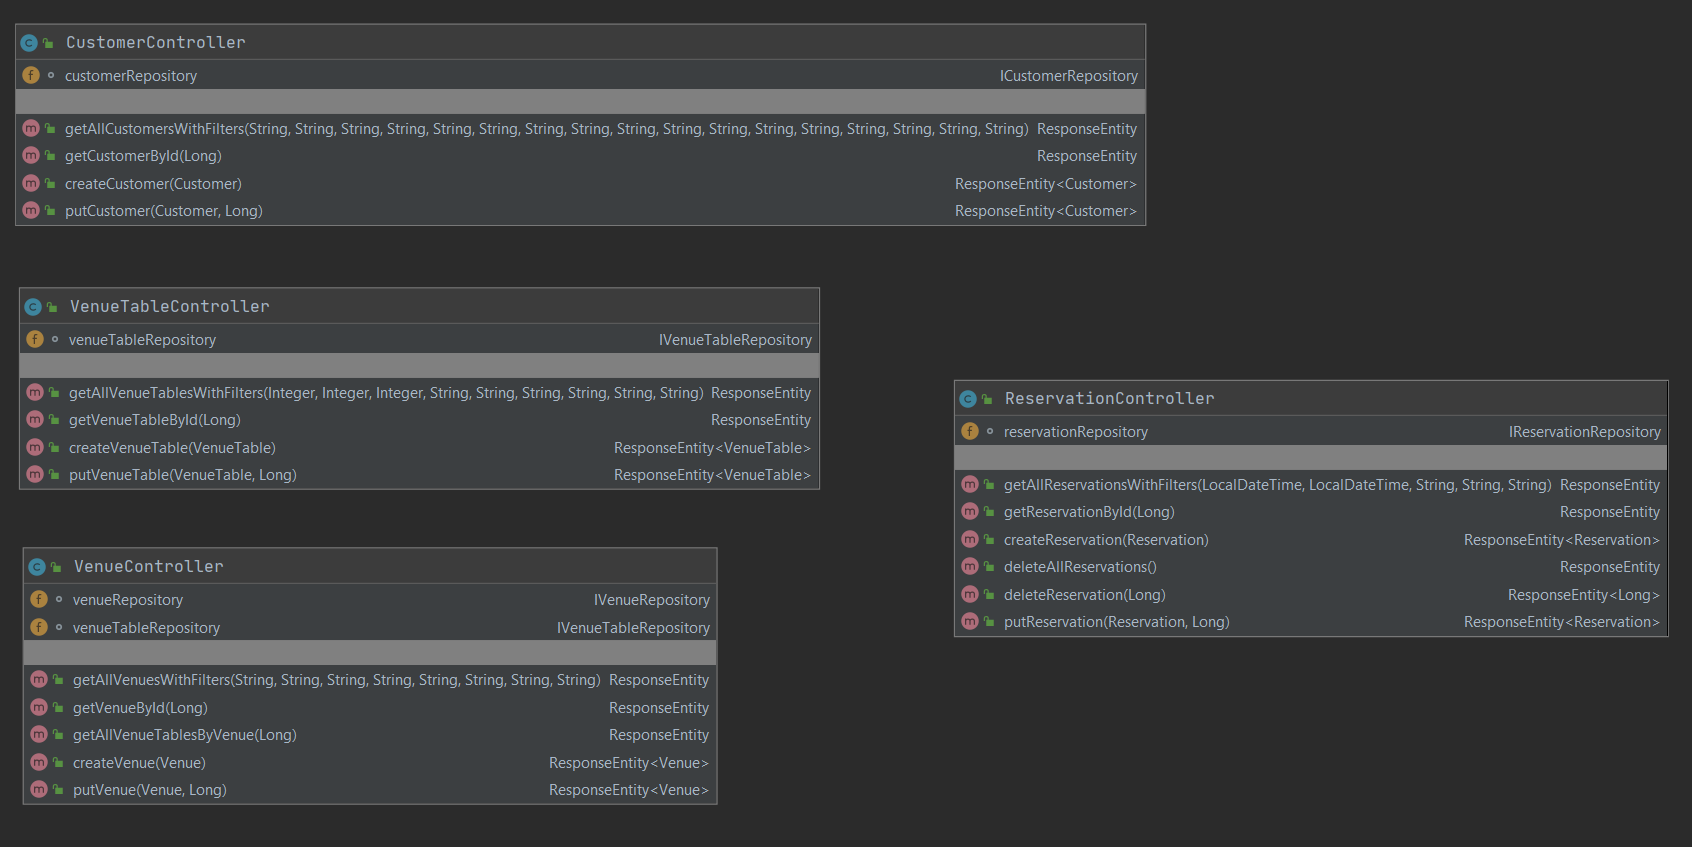 CustomerController
customerRepository ICustomerRepository
getAllCustomersWithFilters(String, String, String, String, String, String, String, String, String, String, String, String, String, String, String, String, String) ResponseEntity
getCustomerById(Long) ResponseEntity
createCustomer(Customer) ResponseEntity<Customer>
putCustomer(Customer, Long) ResponseEntity<Customer>
VenueTableController
venueTableRepository IVenueTableRepository
getAllVenueTablesWithFilters(Integer, Integer, Integer, String, String, String, String, String, String) ResponseEntity
getVenueTableById(Long) ResponseEntity
createVenueTable(VenueTable) ResponseEntity<VenueTable>
putVenueTable(VenueTable, Long) ResponseEntity<VenueTable>
VenueController
venueRepository IVenueRepository
venueTableRepository IVenueTableRepository
getAllVenuesWithFilters(String, String, String, String, String, String, String, String) ResponseEntity
getVenueById(Long) ResponseEntity
getAllVenueTablesByVenue(Long) ResponseEntity
createVenue(Venue) ResponseEntity<Venue>
putVenue(Venue, Long) ResponseEntity<Venue>
ReservationController
reservationRepository IReservationRepository
getAllReservationsWithFilters(LocalDateTime, LocalDateTime, String, String, String) ResponseEntity
getReservationById(Long) ResponseEntity
createReservation(Reservation) ResponseEntity<Reservation>
deleteAllReservations() ResponseEntity
deleteReservation(Long) ResponseEntity<Long>
putReservation(Reservation, Long) ResponseEntity<Reservation>